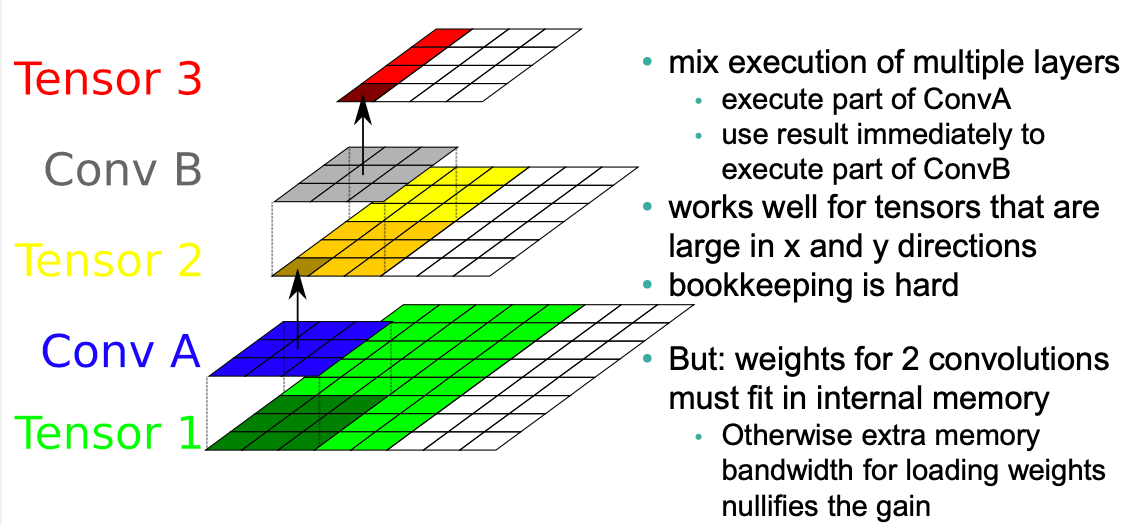 Tensor 3
Conv B
Tensor 2
Conv A
Tensor 1
• mix execution of multiple layers
• execute part of ConvA
• use result immediately to
execute part of ConvB
• works well for tensors that are
large in x and y directions
• bookkeeping is hard
• But: weights for 2 convolutions
must fit in internal memory
• Otherwise extra memory
bandwidth for loading weights
nullifies the gain